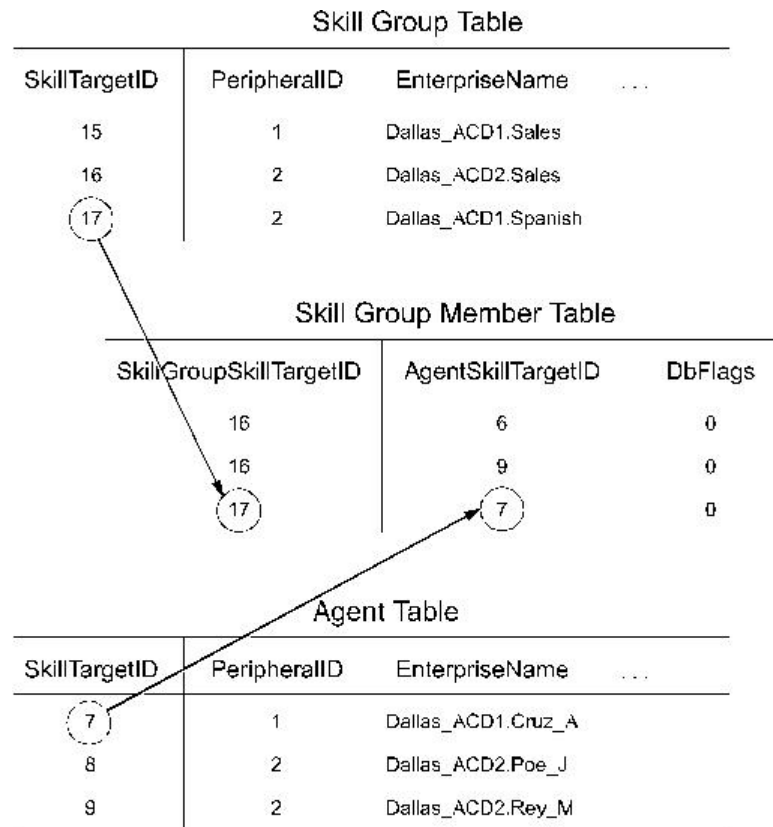 Skill Group Table
SkillTargetID PeripheralID EnterpriseName ...
15 1 Dallas_ACD1.Sales
16 2 Dallas_ACD2.Sales
17 2 Dallas_ACD1.Spanish
Skill Group Member Table
SkillGroupSkillTargetID AgentSkillTargetID DbFlags
16 6 0
16 9 0
17 7 0
Agent Table
SkillTargetID PeripheralID EnterpriseName ...
7 1 Dallas_ACD1.Cruz_A
8 2 Dallas_ACD2.Poe_J
9 2 Dallas_ACD2.Rey_M